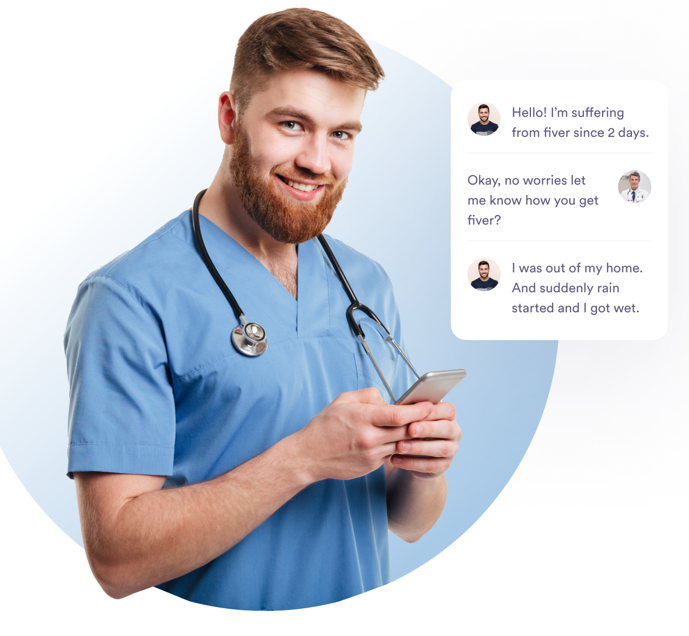 Hello! I'm suffering
from fiver since 2 days.
Okay, no worries let
me know how you get
fiver?
I was out of my home.
And suddenly rain
started and I got wet.